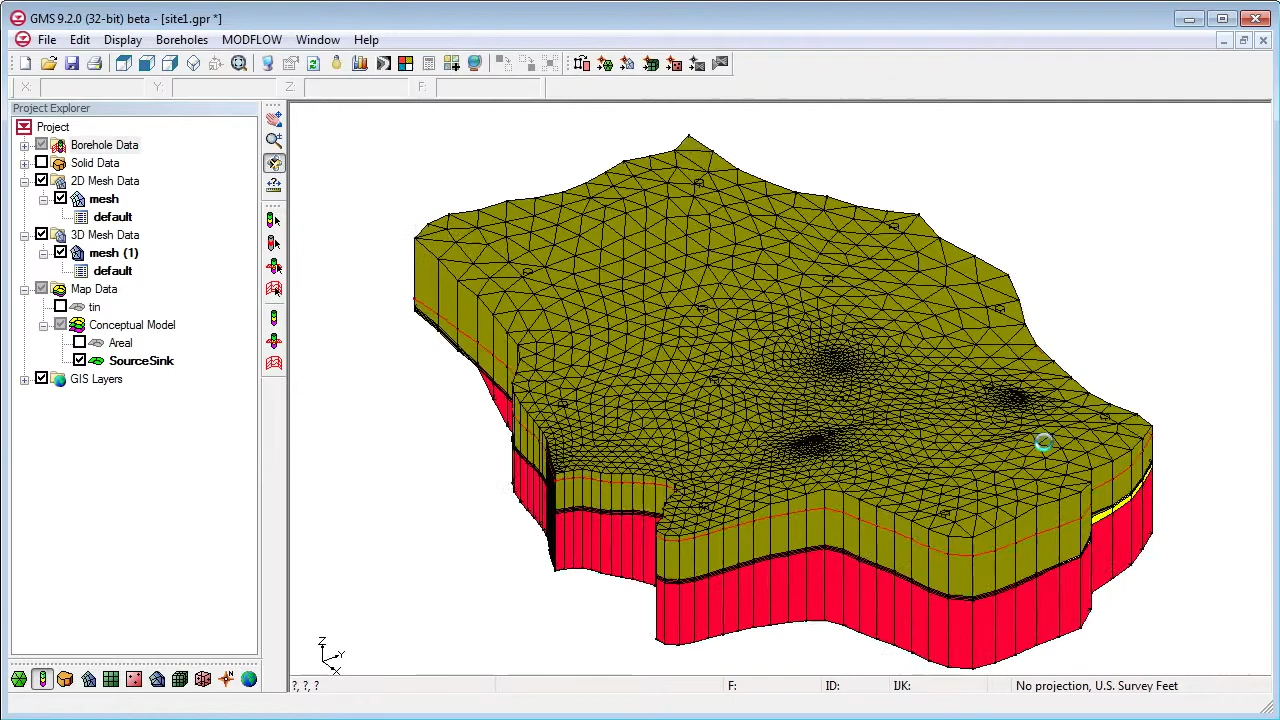 GMS 9.2.0 (32-bit) beta - [site1.gpr *]
File Edit Display Boreholes MODFLOW Window Help
X: Y: Z: F:
Project Explorer
Project
Borehole Data
Solid Data
2D Mesh Data
mesh
default
3D Mesh Data
mesh (1)
default
Map Data
tin
Conceptual Model
Areal
SourceSink
GIS Layers
Z
Y
X
?, ?, ? F: ID: IJK: No projection, U.S. Survey Feet